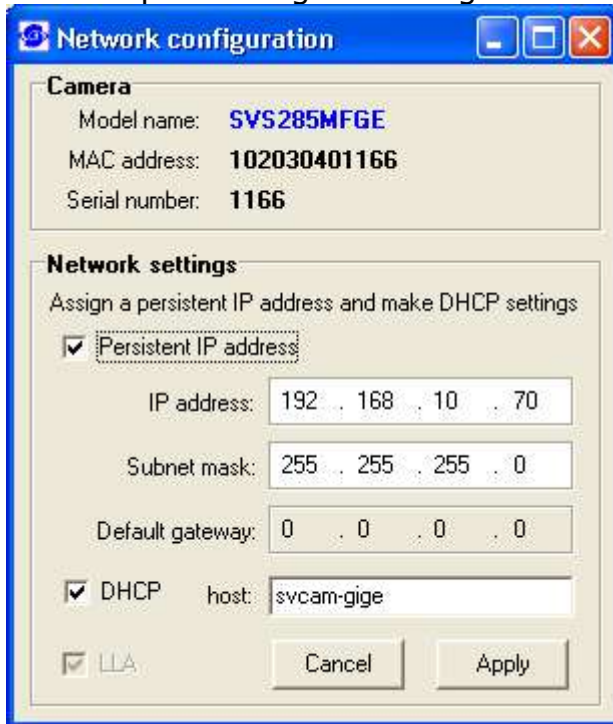 Network configuration
Camera
Model name: SVS285MFGE
MAC address: 102030401166
Serial number: 1166
Network settings
Assign a persistent IP address and make DHCP settings
Persistent IP address
IP address: 192 . 168 . 10 . 70
Subnet mask: 255 . 255 . 255 . 0
Default gateway: 0 . 0 . 0 . 0
DHCP host: svcam-gige
LLA Cancel Apply